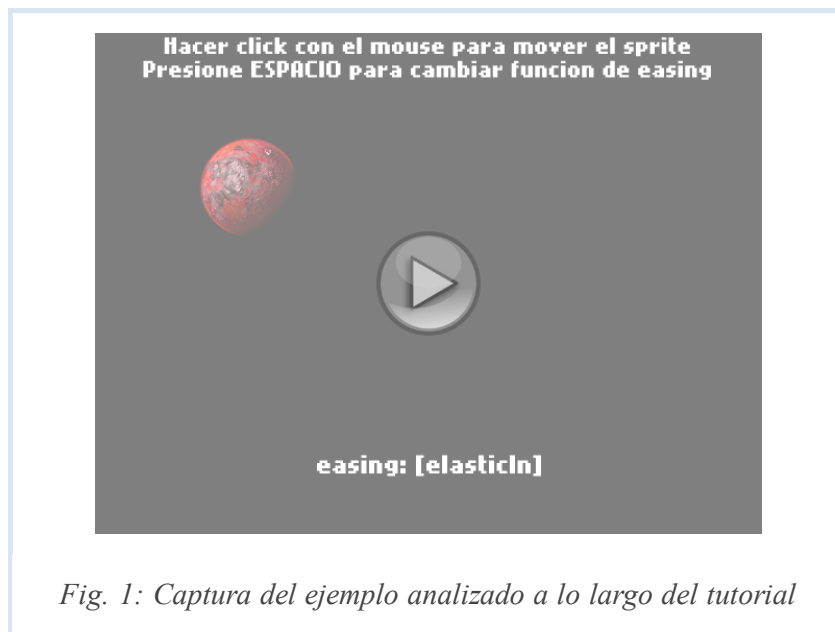 Hacer click con el mouse para mover el sprite
Presione ESPACIO para cambiar funcion de easing
easing: [elasticIn]
Fig. 1: Captura del ejemplo analizado a lo largo del tutorial